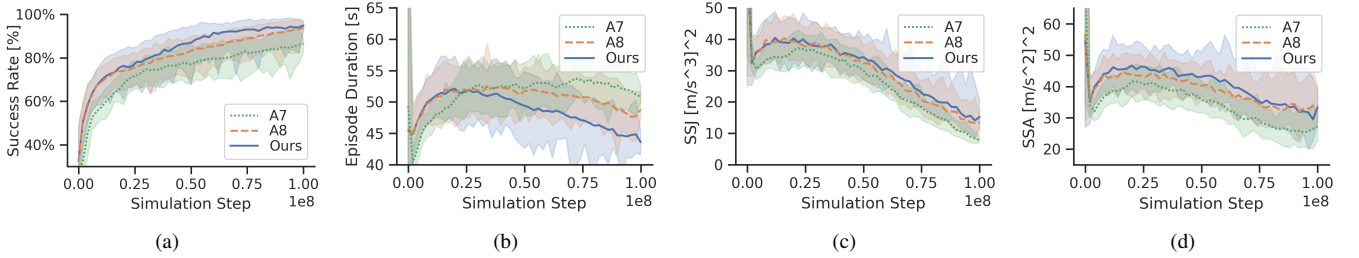 Success Rate [%]
100%
80%
60%
40%
A7
A8
Ours
0.00 0.25 0.50 0.75 1.00
Simulation Step 1e8
(a)
Episode Duration [s]
65
60
55
50
45
40
A7
A8
Ours
0.00 0.25 0.50 0.75 1.00
Simulation Step 1e8
(b)
SSJ [m/s^3]^2
50
40
30
20
10
0
A7
A8
Ours
0.00 0.25 0.50 0.75 1.00
Simulation Step 1e8
(c)
SSA [m/s^2]^2
60
50
40
30
20
A7
A8
Ours
0.00 0.25 0.50 0.75 1.00
Simulation Step 1e8
(d)